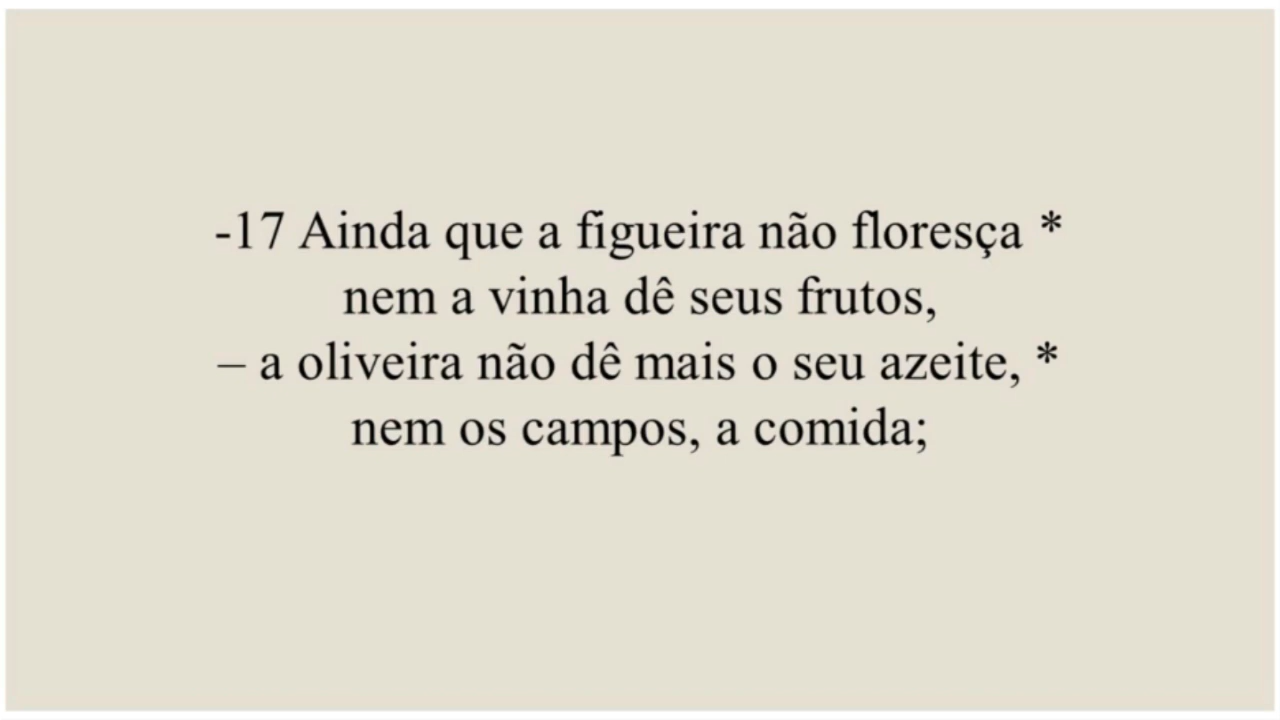 -17 Ainda que a figueira não floresça *
nem a vinha dê seus frutos,
– a oliveira não dê mais o seu azeite, *
nem os campos, a comida;